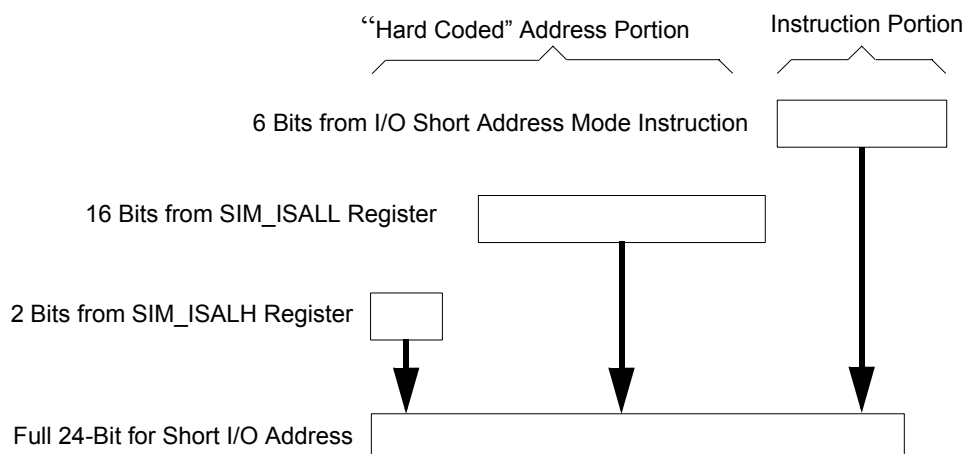 “Hard Coded” Address Portion
Instruction Portion
6 Bits from I/O Short Address Mode Instruction
16 Bits from SIM_ISALL Register
2 Bits from SIM_ISALH Register
Full 24-Bit for Short I/O Address